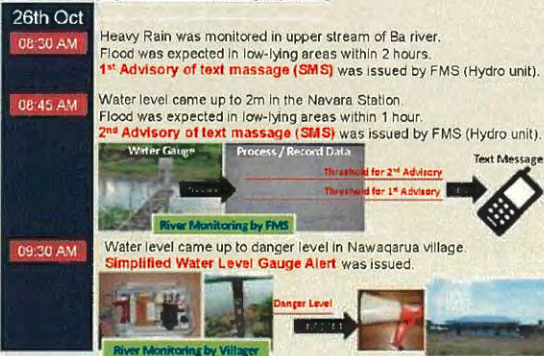 26th Oct
08:30 AM
Heavy Rain was monitored in upper stream of Ba river.
Flood was expected in low-lying areas within 2 hours.
1st Advisory of text massage (SMS) was issued by FMS (Hydro unit).
08:45 AM
Water level came up to 2m in the Navara Station.
Flood was expected in low-lying areas within 1 hour.
2nd Advisory of text massage (SMS) was issued by FMS (Hydro unit).
Water Gauge
Process / Record Data
Text Message
Threshold for 2nd Advisory
Threshold for 1st Advisory
River Monitoring by FMS
09:30 AM
Water level came up to danger level in Nawaqarua village.
Simplified Water Level Gauge Alert was issued.
Danger Level
River Monitoring by Villager